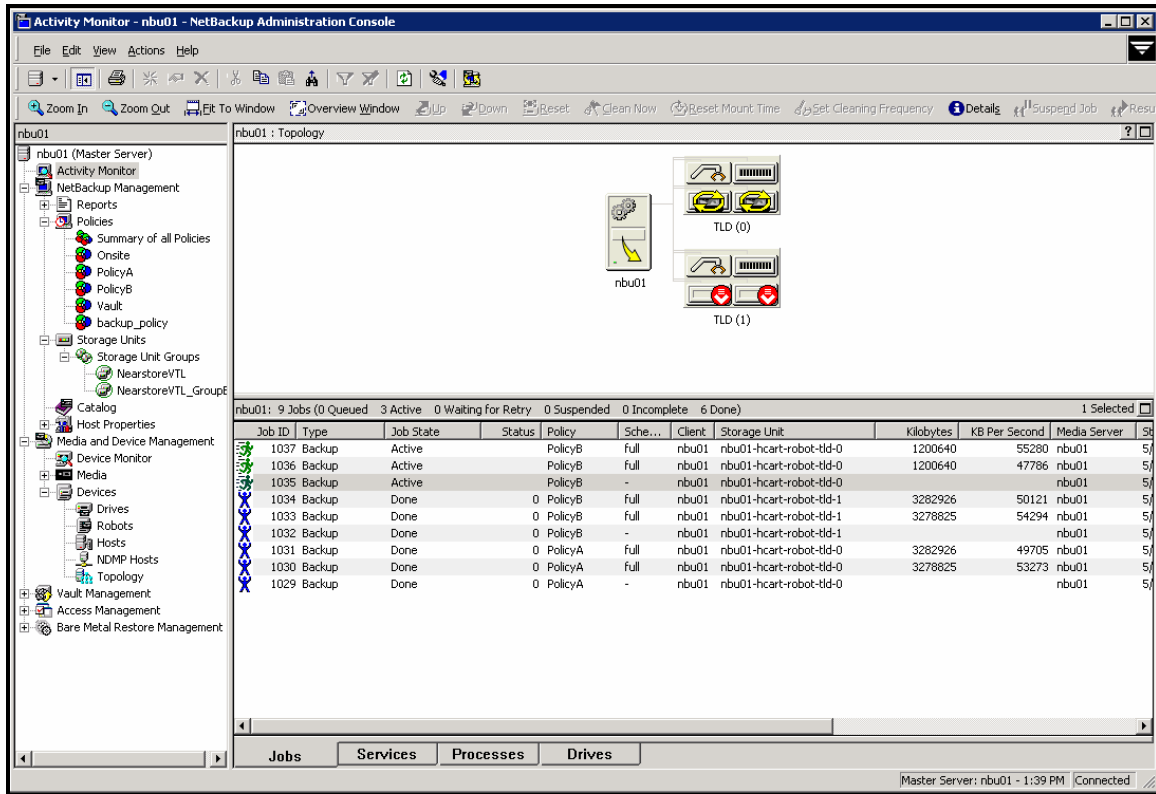 Activity Monitor - nbu01 - NetBackup Administration Console
File Edit View Actions Help
Zoom In Zoom Out Fit To Window Overview Window Up Down Reset Clean Now Reset Mount Time Set Cleaning Frequency Details Suspend Job Resu
nbu01
nbu01 (Master Server)
Activity Monitor
NetBackup Management
Reports
Policies
Summary of all Policies
Onsite
PolicyA
PolicyB
Vault
backup_policy
Storage Units
Storage Unit Groups
NearstoreVTL
NearstoreVTL_GroupE
Catalog
Host Properties
Media and Device Management
Device Monitor
Media
Devices
Drives
Robots
Hosts
NDMP Hosts
Topology
Vault Management
Access Management
Bare Metal Restore Management
nbu01 : Topology
nbu01
TLD (0)
TLD (1)
nbu01: 9 Jobs (0 Queued 3 Active 0 Waiting for Retry 0 Suspended 0 Incomplete 6 Done) 1 Selected
Job ID Type Job State Status Policy Sche... Client Storage Unit Kilobytes KB Per Second Media Server St
1037 Backup Active PolicyB full nbu01 nbu01-hcart-robot-tld-0 1200640 55280 nbu01 5/
1036 Backup Active PolicyB full nbu01 nbu01-hcart-robot-tld-0 1200640 47786 nbu01 5/
1035 Backup Active PolicyB - nbu01 nbu01-hcart-robot-tld-0 nbu01 5/
1034 Backup Done 0 PolicyB full nbu01 nbu01-hcart-robot-tld-1 3282926 50121 nbu01 5/
1033 Backup Done 0 PolicyB full nbu01 nbu01-hcart-robot-tld-1 3278825 54294 nbu01 5/
1032 Backup Done 0 PolicyB - nbu01 nbu01-hcart-robot-tld-1 nbu01 5/
1031 Backup Done 0 PolicyA full nbu01 nbu01-hcart-robot-tld-0 3282926 49705 nbu01 5/
1030 Backup Done 0 PolicyA full nbu01 nbu01-hcart-robot-tld-0 3278825 53273 nbu01 5/
1029 Backup Done 0 PolicyA - nbu01 nbu01-hcart-robot-tld-0 nbu01 5/
Jobs Services Processes Drives
Master Server: nbu01 - 1:39 PM Connected